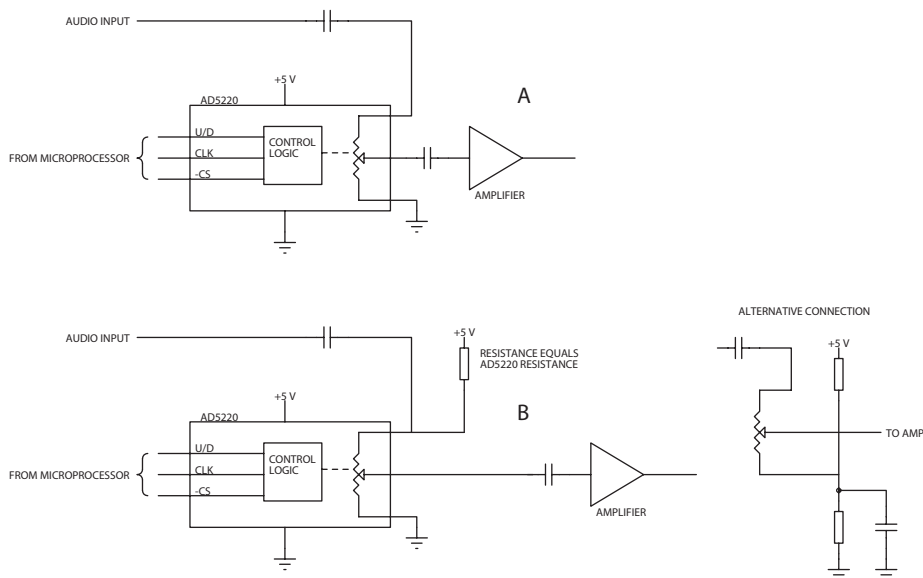 AUDIO INPUT
+5 V
AD5220
A
U/D
CONTROL
LOGIC
FROM MICROPROCESSOR
CLK
-CS
AMPLIFIER
ALTERNATIVE CONNECTION
AUDIO INPUT
+5 V
+5 V
RESISTANCE EQUALS
AD5220 RESISTANCE
+5 V
AD5220
B
TO AMP
U/D
CONTROL
LOGIC
FROM MICROPROCESSOR
CLK
-CS
AMPLIFIER